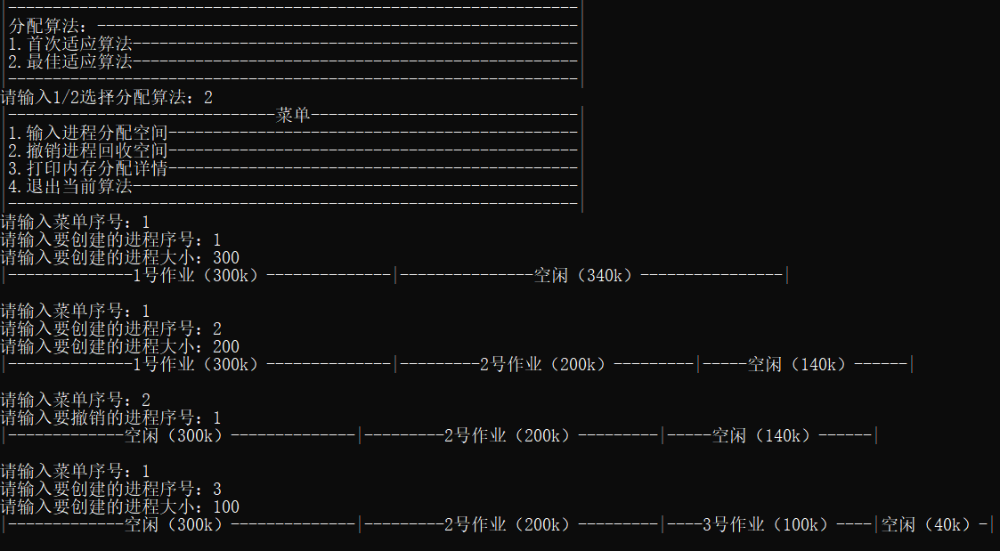 |----------------------------------------------------------------|
|分配算法：------------------------------------------------------|
|1.首次适应算法--------------------------------------------------|
|2.最佳适应算法--------------------------------------------------|
|----------------------------------------------------------------|
请输入1/2选择分配算法：2
|------------------------------菜单------------------------------|
|1.输入进程分配空间----------------------------------------------|
|2.撤销进程回收空间----------------------------------------------|
|3.打印内存分配详情----------------------------------------------|
|4.退出当前算法--------------------------------------------------|
|----------------------------------------------------------------|
请输入菜单序号：1
请输入要创建的进程序号：1
请输入要创建的进程大小：300
|--------------1号作业（300k）--------------|---------------空闲（340k）----------------|
请输入菜单序号：1
请输入要创建的进程序号：2
请输入要创建的进程大小：200
|--------------1号作业（300k）--------------|---------2号作业（200k）---------|-----空闲（140k）------|
请输入菜单序号：2
请输入要撤销的进程序号：1
|-------------空闲（300k）--------------|---------2号作业（200k）---------|-----空闲（140k）------|
请输入菜单序号：1
请输入要创建的进程序号：3
请输入要创建的进程大小：100
|-------------空闲（300k）--------------|---------2号作业（200k）---------|----3号作业（100k）----|空闲（40k）-|